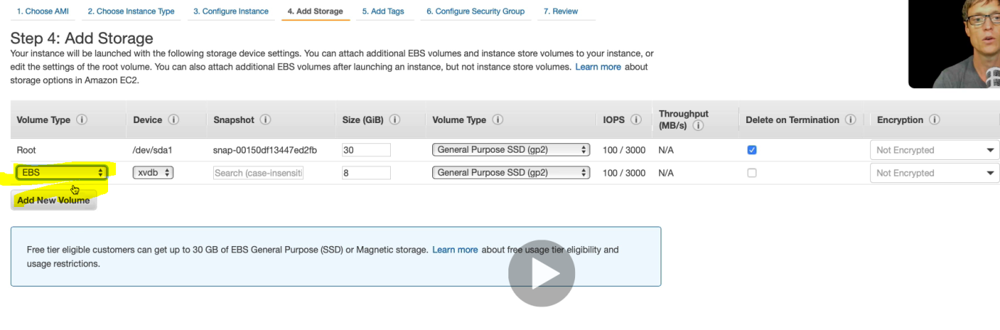 1. Choose AMI 2. Choose Instance Type 3. Configure Instance 4. Add Storage 5. Add Tags 6. Configure Security Group 7. Review
Step 4: Add Storage
Your instance will be launched with the following storage device settings. You can attach additional EBS volumes and instance store volumes to your instance, or
edit the settings of the root volume. You can also attach additional EBS volumes after launching an instance, but not instance store volumes. Learn more about
storage options in Amazon EC2.
Volume Type i Device i Snapshot i Size (GiB) i Volume Type i IOPS i Throughput (MB/s) i Delete on Termination i Encryption i
Root /dev/sda1 snap-00150df13447ed2fb 30 General Purpose SSD (gp2) 100 / 3000 N/A Not Encrypted
EBS xvdb Search (case-insensiti 8 General Purpose SSD (gp2) 100 / 3000 N/A Not Encrypted
Add New Volume
Free tier eligible customers can get up to 30 GB of EBS General Purpose (SSD) or Magnetic storage. Learn more about free usage tier eligibility and
usage restrictions.